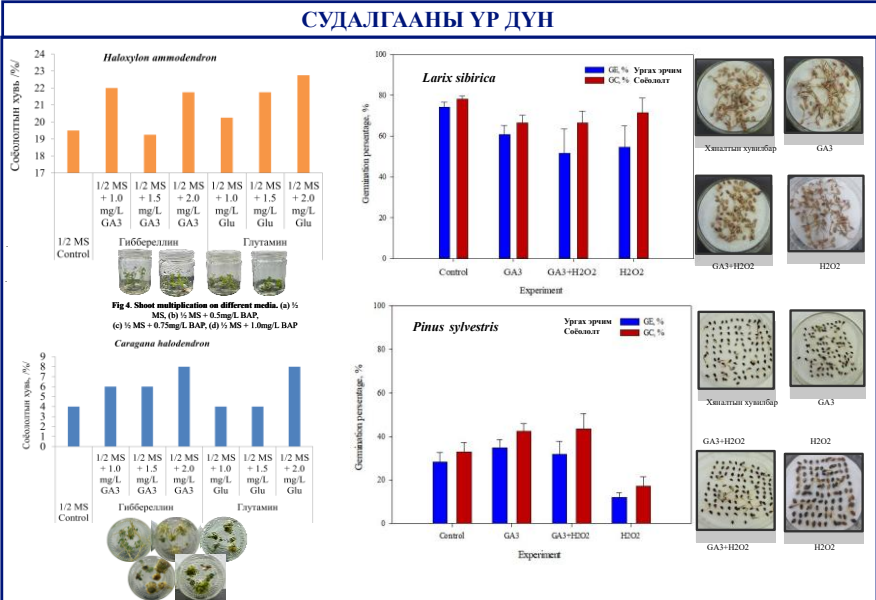 СУДАЛГААНЫ ҮР ДҮН
Haloxylon ammodendron
Соёололтын хувь /%/
24
23
22
21
20
19
18
17
1/2 MS Control
1/2 MS + 1.0 mg/L GA3
1/2 MS + 1.5 mg/L GA3
1/2 MS + 2.0 mg/L GA3
1/2 MS + 1.0 mg/L Glu
1/2 MS + 1.5 mg/L Glu
1/2 MS + 2.0 mg/L Glu
Гиббереллин
Глутамин
Fig 4. Shoot multiplication on different media. (a) ½
MS, (b) ½ MS + 0.5mg/L BAP,
(c) ½ MS + 0.75mg/L BAP, (d) ½ MS + 1.0mg/L BAP
Caragana halodendron
Соёололтын хувь, /%/
9
8
7
6
5
4
3
2
1
0
1/2 MS Control
1/2 MS + 1.0 mg/L GA3
1/2 MS + 1.5 mg/L GA3
1/2 MS + 2.0 mg/L GA3
1/2 MS + 1.0 mg/L Glu
1/2 MS + 1.5 mg/L Glu
1/2 MS + 2.0 mg/L Glu
Гиббереллин
Глутамин
Larix sibirica
GE, % Ургах эрчим
GC, % Соёололт
Germination persentage, %
100
80
60
40
20
0
Control
GA3
GA3+H2O2
H2O2
Experiment
Хяналтын хувилбар
GA3
GA3+H2O2
H2O2
Pinus sylvestris
Ургах эрчим GE, %
Соёололт GC, %
Germination persentage, %
100
80
60
40
20
0
Control
GA3
GA3+H2O2
H2O2
Experiment
Хяналтын хувилбар
GA3
GA3+H2O2
H2O2
GA3+H2O2
H2O2